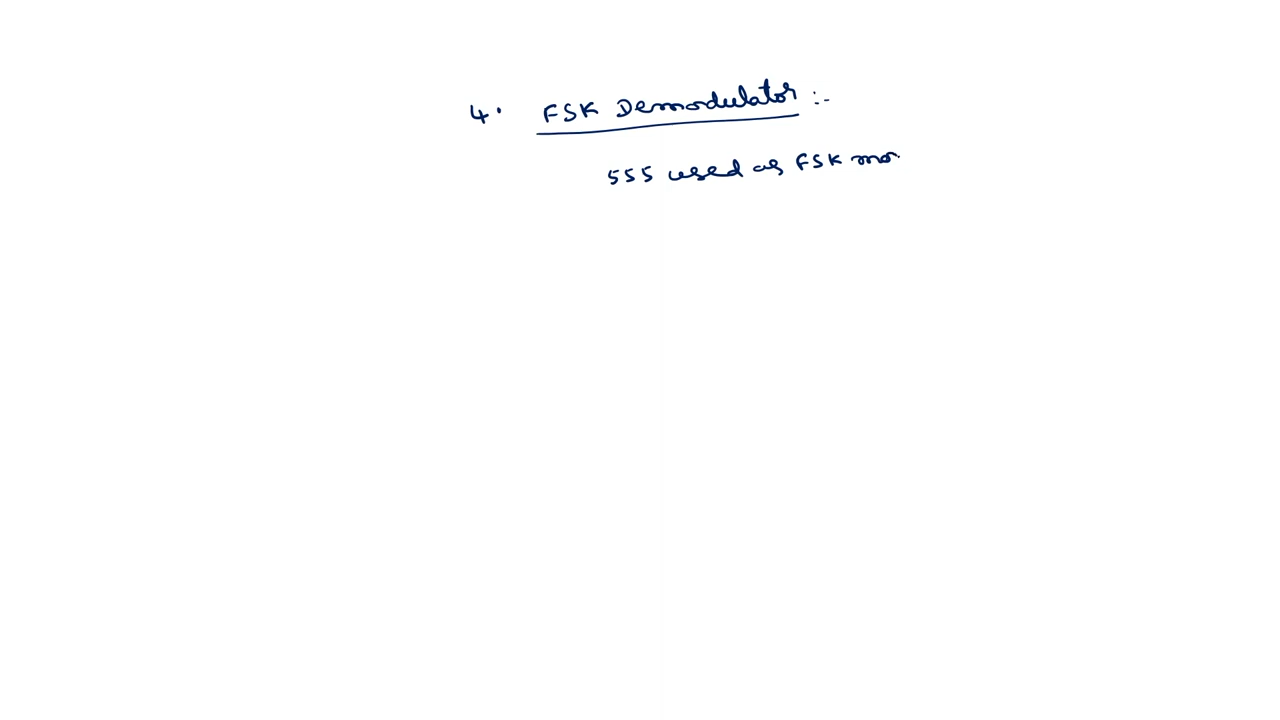 4. FSK Demodulator :-
555 used as FSK mo